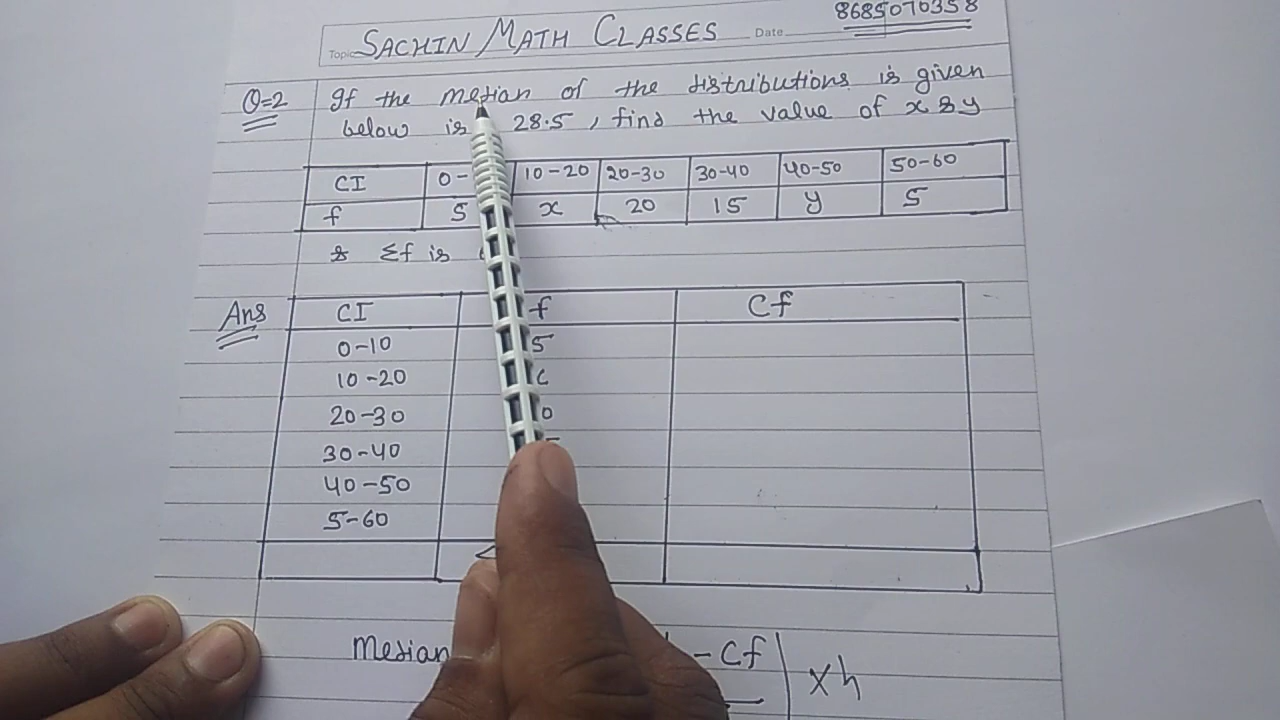 8685070358
Topic SACHIN MATH CLASSES Date
Q=2 If the median of the distributions is given
below is 28.5, find the value of x & y
CI 0- 10-20 20-30 30-40 40-50 50-60
f 5 x 20 15 y 5
& Σf is
Ans CI f Cf
0-10 5
10-20
20-30
30-40
40-50
5-60
Median - Cf
xh